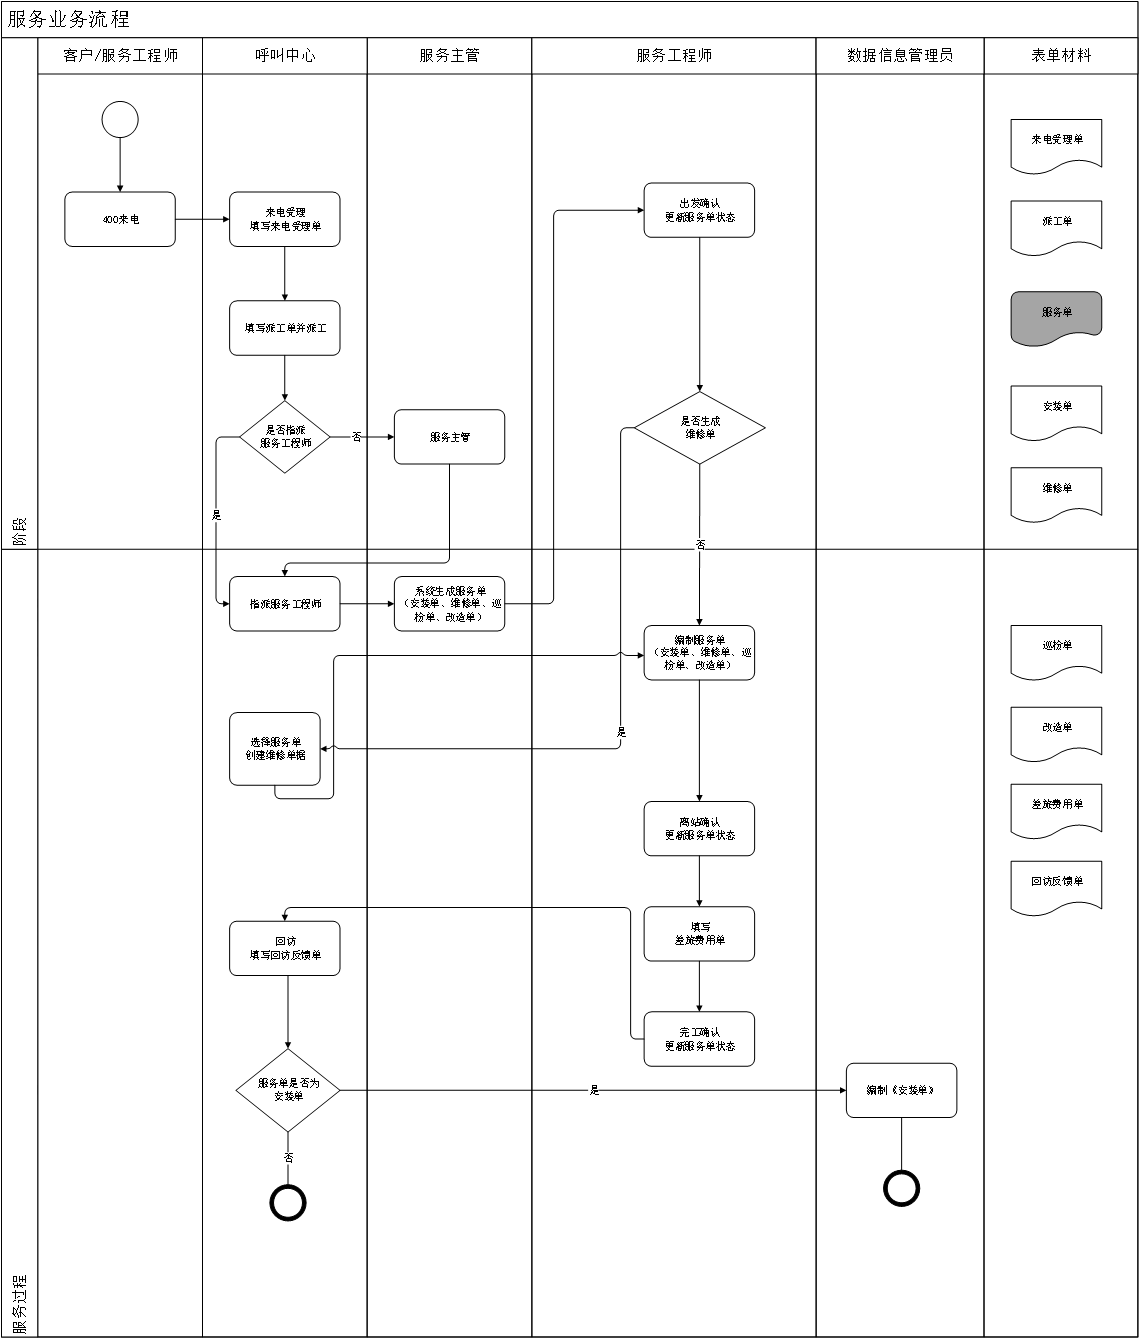 服务业务流程
客户/服务工程师
呼叫中心
服务主管
服务工程师
数据信息管理员
表单材料
400来电
来电受理
填写来电受理单
出发确认
更新服务单状态
来电受理单
派工单
服务单
安装单
维修单
填写派工单并派工
是否指派
服务工程师
否
服务主管
是否生成
维修单
是
否
阶段
指派服务工程师
系统生成服务单
（安装单、维修单、巡
检单、改造单）
编制服务单
（安装单、维修单、巡
检单、改造单）
巡检单
改造单
差旅费用单
回访反馈单
选择服务单
创建维修单据
是
离站确认
更新服务单状态
填写
差旅费用单
回访
填写回访反馈单
完工确认
更新服务单状态
服务单是否为
安装单
是
编制《安装单》
否
服务过程